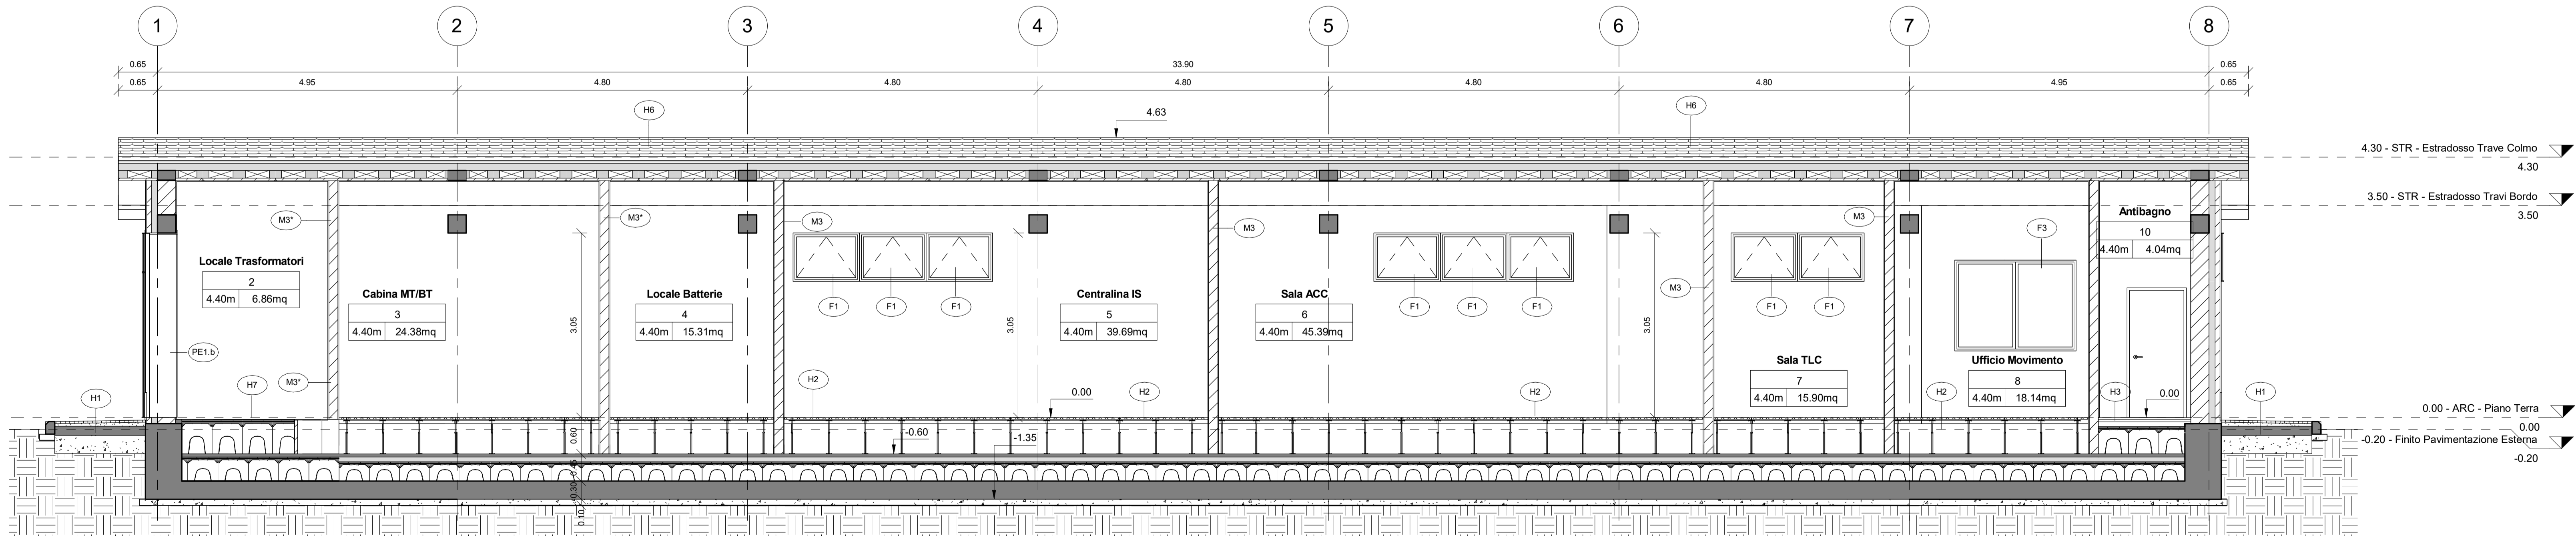 1 2 3 4 5 6 7 8
0.65 33.90 0.65
0.65 4.95 4.80 4.80 4.80 4.80 4.80 4.95 0.65
H6 H6
4.63
4.30 - STR - Estradosso Trave Colmo
4.30
3.50 - STR - Estradosso Travi Bordo
3.50
M3* M3* M3 M3 M3 F3
Antibagno
10
4.40m 4.04mq
Locale Trasformatori
2
4.40m 6.86mq
Cabina MT/BT
3
4.40m 24.38mq
Locale Batterie
4
4.40m 15.31mq
Centralina IS
5
4.40m 39.69mq
Sala ACC
6
4.40m 45.39mq
M3
F1 F1 F1 F1 F1 F1 F1 F1
3.05 3.05 3.05
PE1.b
Sala TLC
7
4.40m 15.90mq
Ufficio Movimento
8
4.40m 18.14mq
M3* H7 H2 H2 H2 H2 H3
H1 H1
0.00 0.00
0.00 - ARC - Piano Terra
0.00
-0.20 - Finito Pavimentazione Esterna
-0.20
0.60 -0.60 -1.35
0.45
0.30
0.10